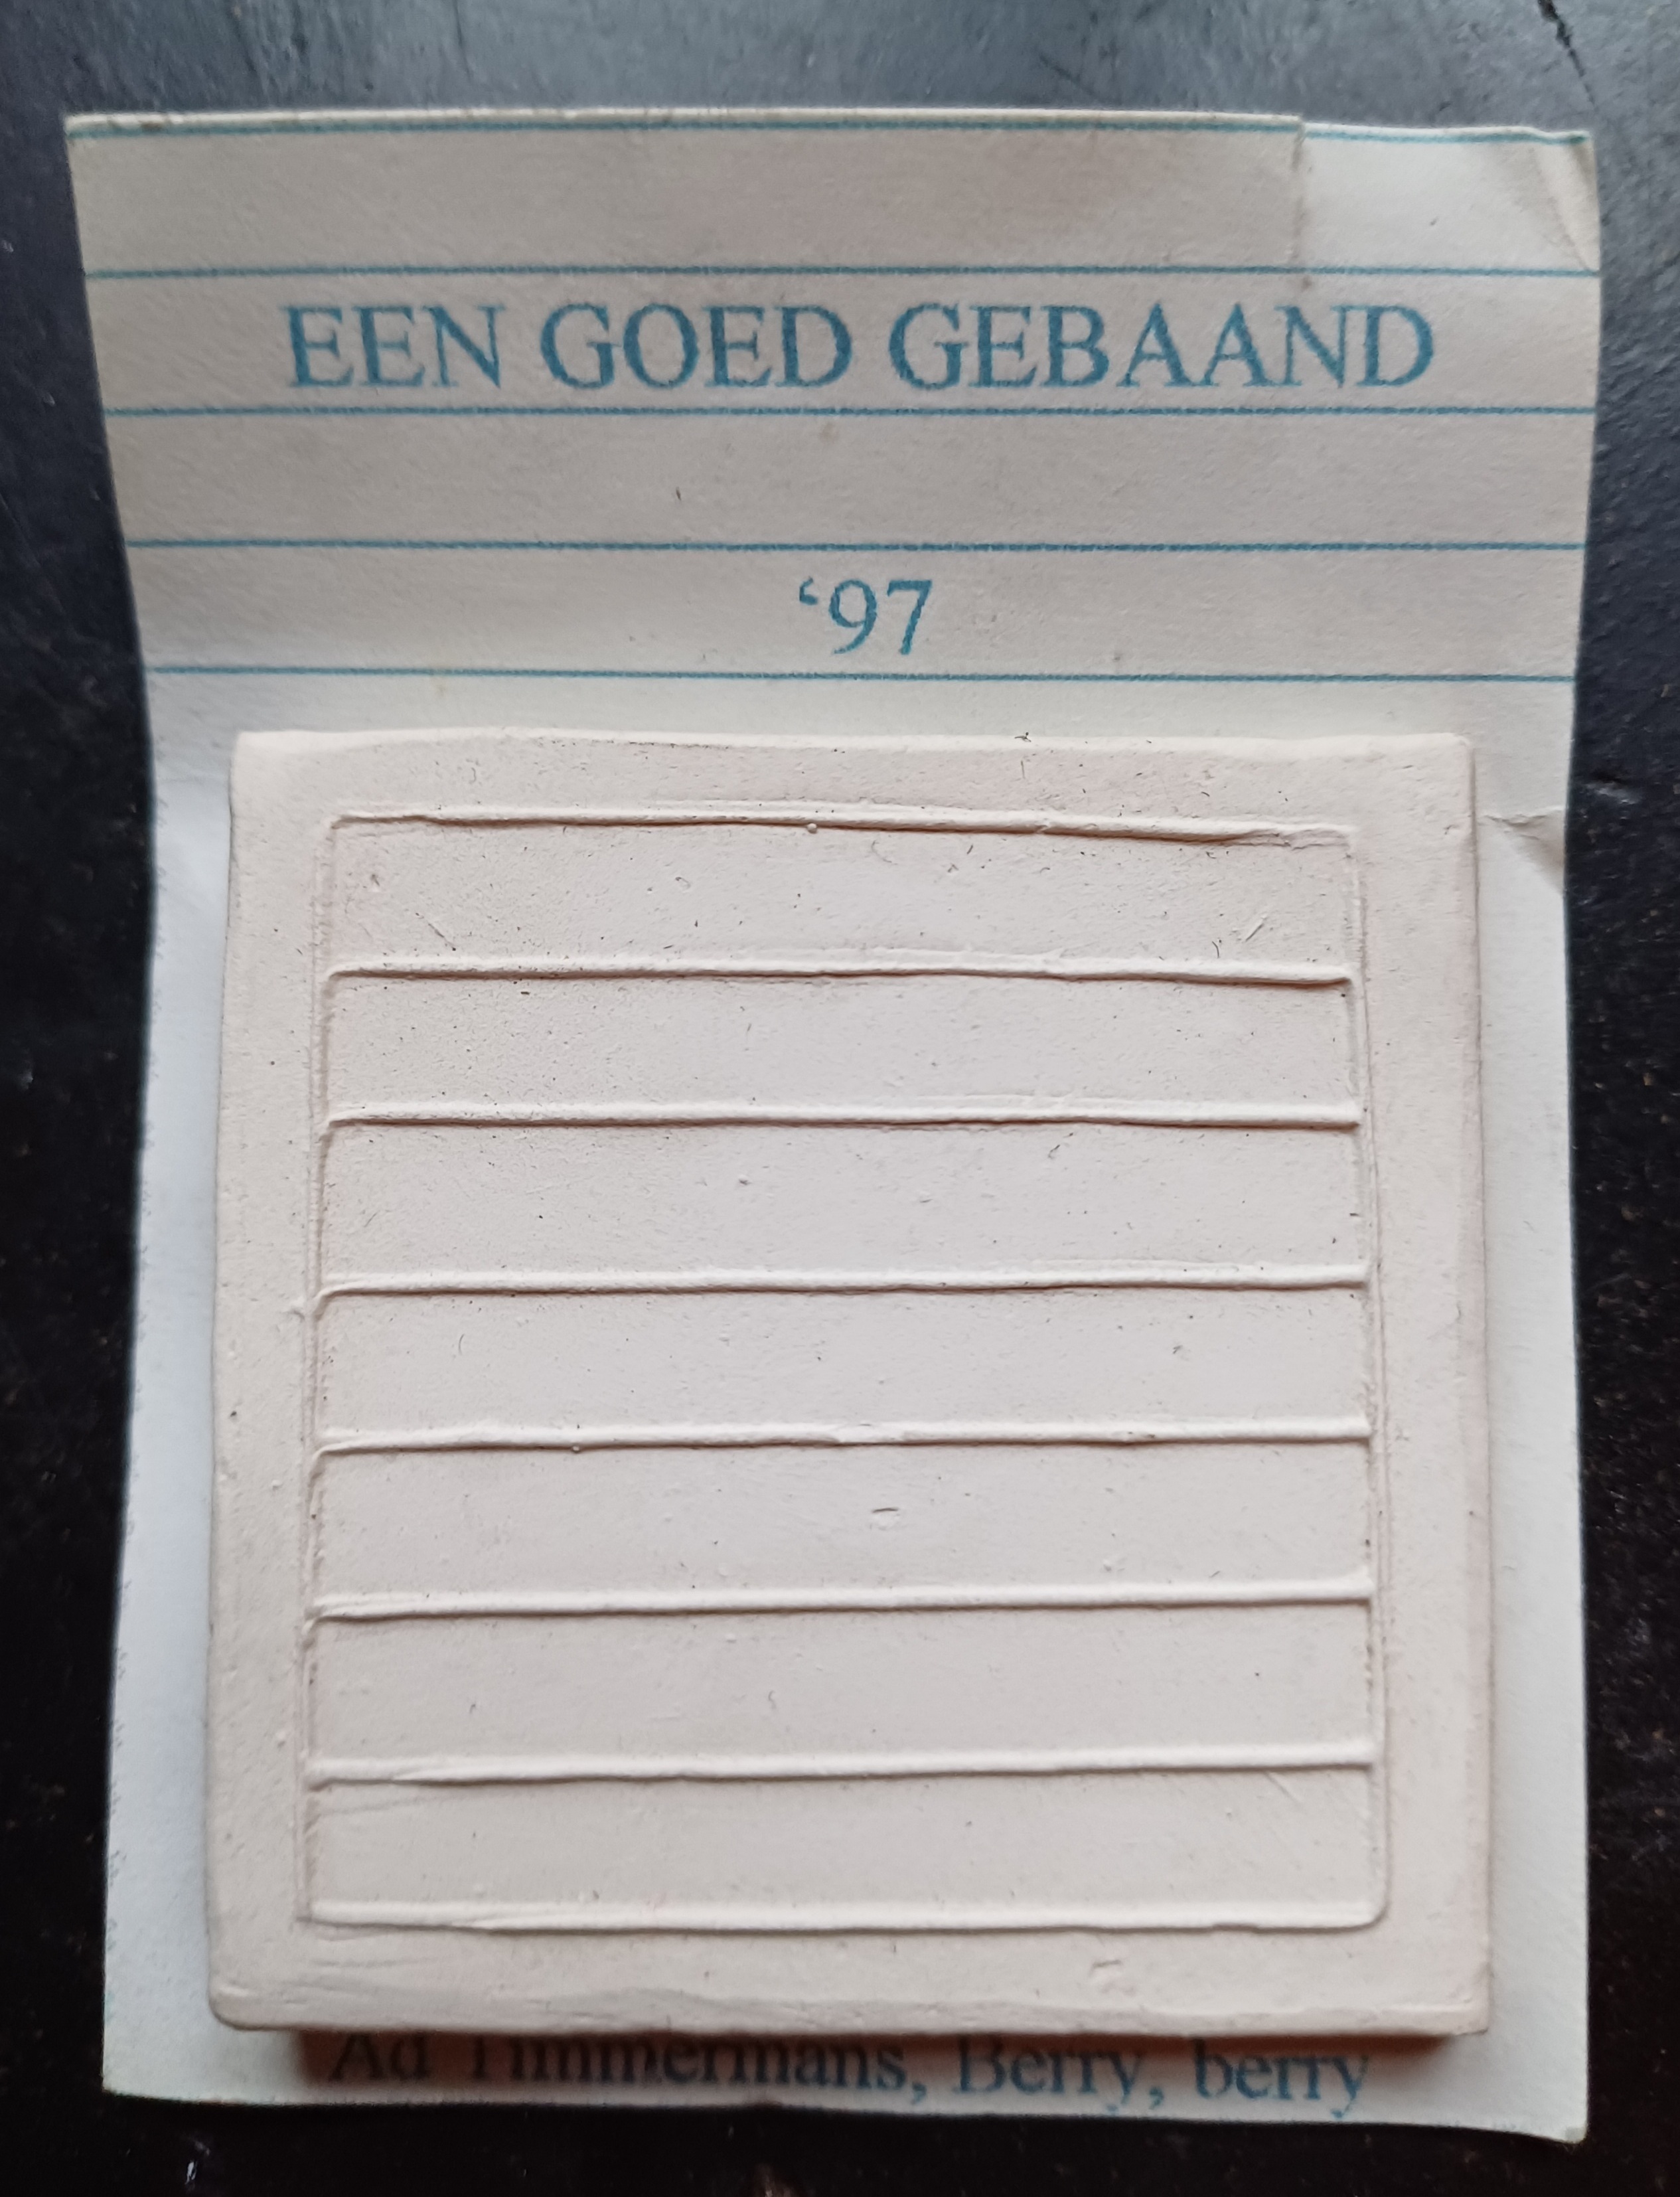 EEN GOED GEBAAND
‘97
Ad Timmermans, Berry, berry